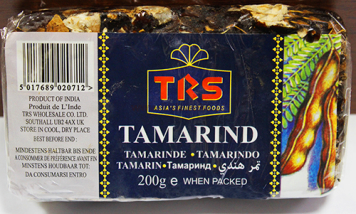 5 017689 020712
PRODUCT OF INDIA
Produit de L'Inde
TRS WHOLESALE CO. LTD.
SOUTHALL UB2 4AX UK
STORE IN COOL, DRY PLACE
BEST BEFORE END:
MINDESTENS HALTBAR BIS ENDE
A CONSOMMER DE PRÉFÉRENCE AVANT FIN
MINSTENS HOUDBAAR TOT
DA CONSUMARSI ENTRO
TRS
ASIA'S FINEST FOODS
TAMARIND
TAMARINDE • TAMARINDO
TAMARIN • Тамаринд • تمر هندي
200g e WHEN PACKED